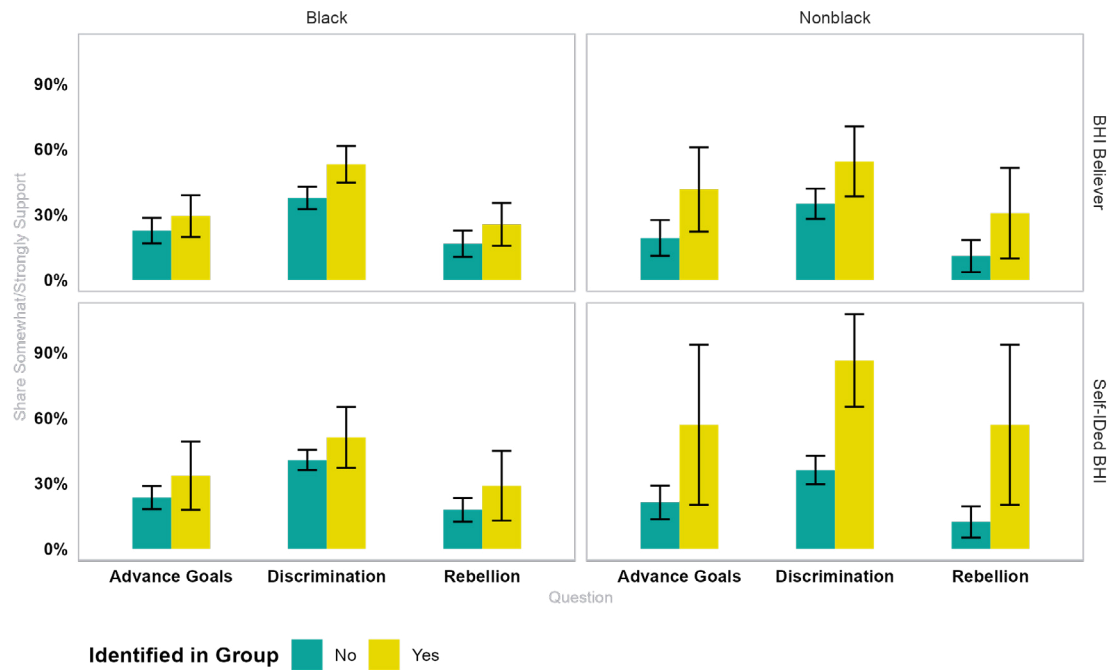 Black
Nonblack
Share Somewhat/Strongly Support
90%
60%
30%
0%
BHI Believer
90%
60%
30%
0%
Self-IDed BHI
Advance Goals
Discrimination
Rebellion
Advance Goals
Discrimination
Rebellion
Question
Identified in Group No Yes